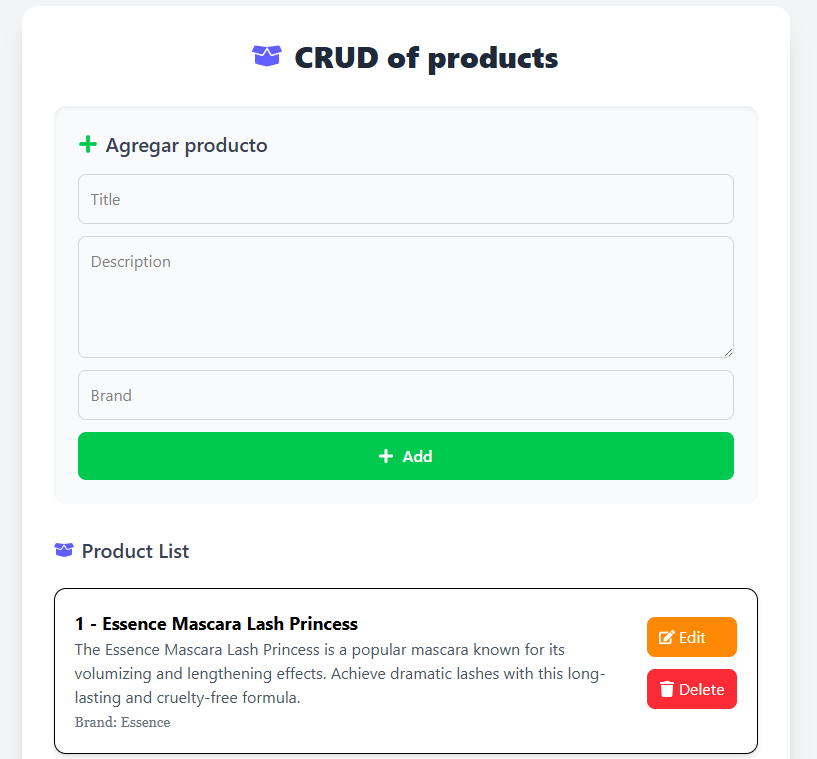 CRUD of products
Agregar producto
Title
Description
Brand
Add
Product List
1 - Essence Mascara Lash Princess
The Essence Mascara Lash Princess is a popular mascara known for its
volumizing and lengthening effects. Achieve dramatic lashes with this long-
lasting and cruelty-free formula.
Brand: Essence
Edit
Delete